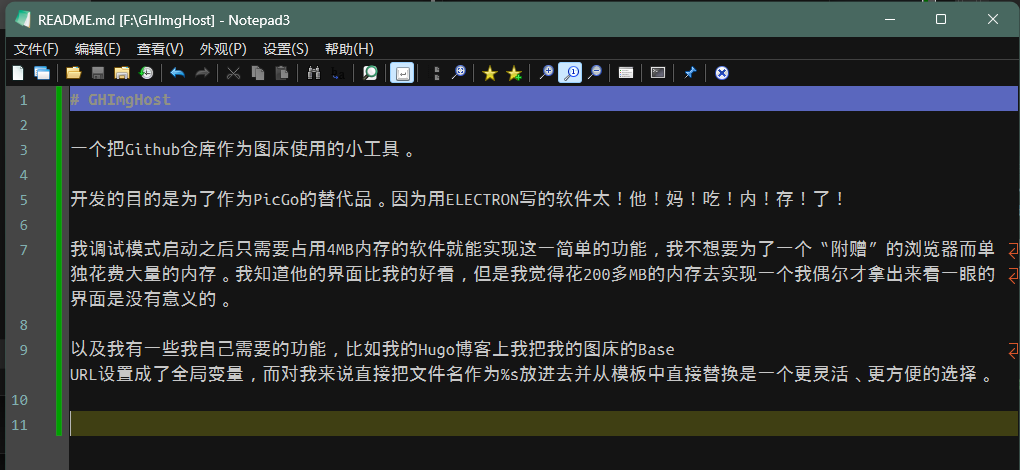 README.md [F:\GHImgHost] - Notepad3
文件(F) 编辑(E) 查看(V) 外观(P) 设置(S) 帮助(H)
1 # GHImgHost
2
3 一个把Github仓库作为图床使用的小工具。
4
5 开发的目的是为了作为PicGo的替代品。因为用ELECTRON写的软件太！他！妈！吃！内！存！了！
6
7 我调试模式启动之后只需要占用4MB内存的软件就能实现这一简单的功能，我不想要为了一个“附赠”的浏览器而单
独花费大量的内存。我知道他的界面比我的好看，但是我觉得花200多MB的内存去实现一个我偶尔才拿出来看一眼的
界面是没有意义的。
8
9 以及我有一些我自己需要的功能，比如我的Hugo博客上我把我的图床的Base
URL设置成了全局变量，而对我来说直接把文件名作为%s放进去并从模板中直接替换是一个更灵活、更方便的选择。
10
11